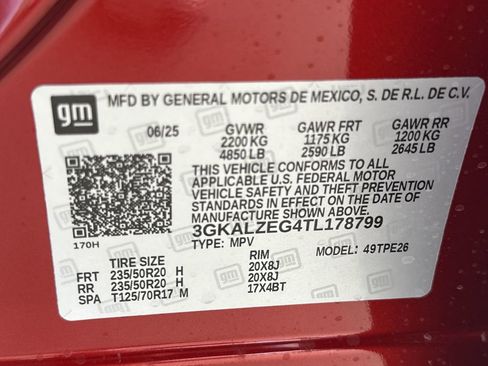 gm
MFD BY GENERAL MOTORS DE MEXICO, S. DE R.L. DE C.V.
06/25 GVWR GAWR FRT GAWR RR
2200 KG 1175 KG 1200 KG
4850 LB 2590 LB 2645 LB
THIS VEHICLE CONFORMS TO ALL
APPLICABLE U.S. FEDERAL MOTOR
VEHICLE SAFETY AND THEFT PREVENTION
STANDARDS IN EFFECT ON THE DATE OF
MANUFACTURE SHOWN ABOVE.
3GKALZEG4TL178799
170H
TYPE: MPV MODEL: 49TPE26
TIRE SIZE RIM
FRT 235/50R20 H 20X8J
RR 235/50R20 H 20X8J
SPA T125/70R17 M 17X4BT